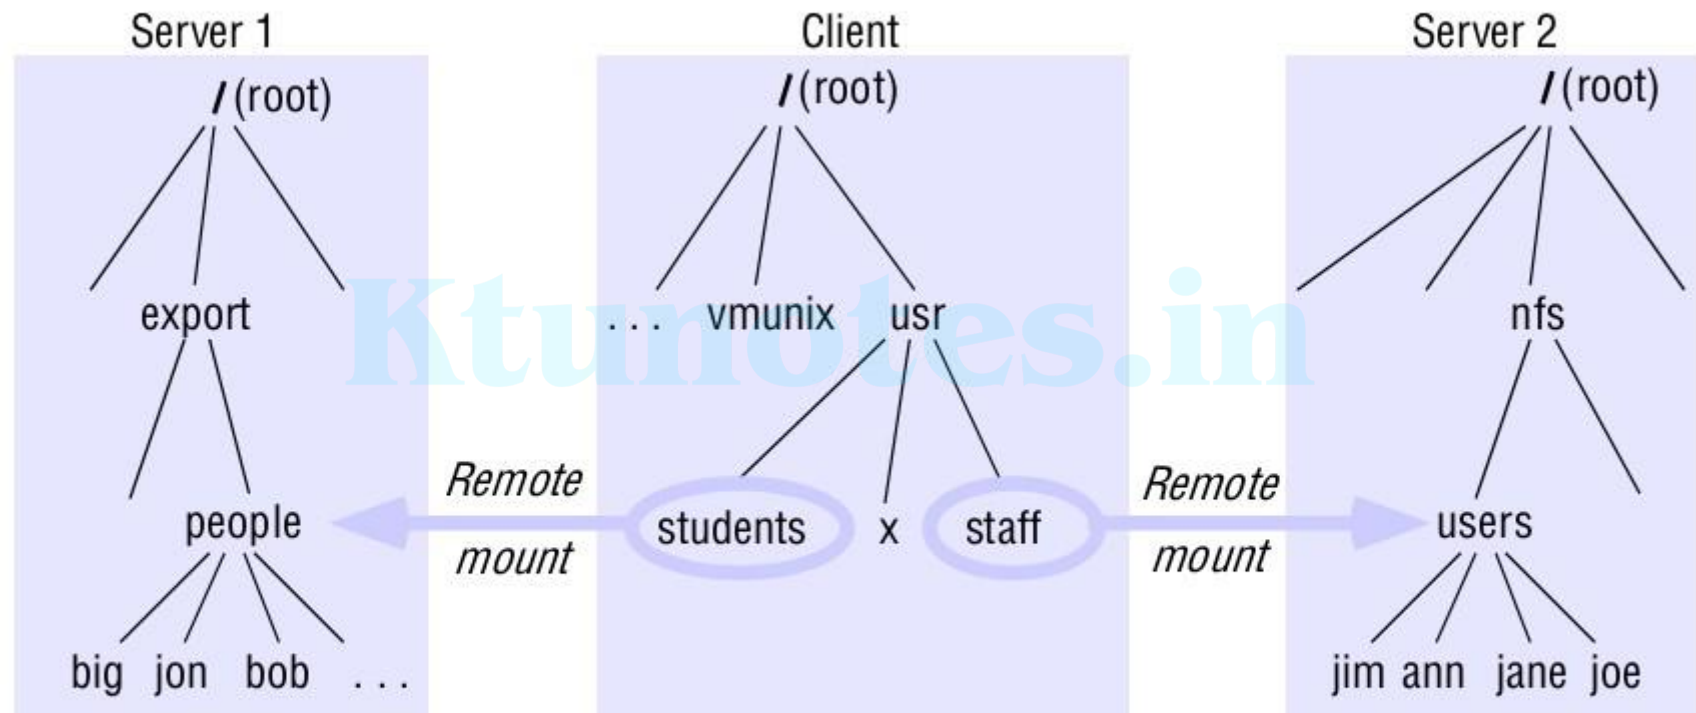 Server 1 Client Server 2
/ (root) / (root) / (root)
export . . . vmunix usr nfs
Ktunotes.in
Remote Remote
people students x staff users
mount mount
big jon bob . . . jim ann jane joe